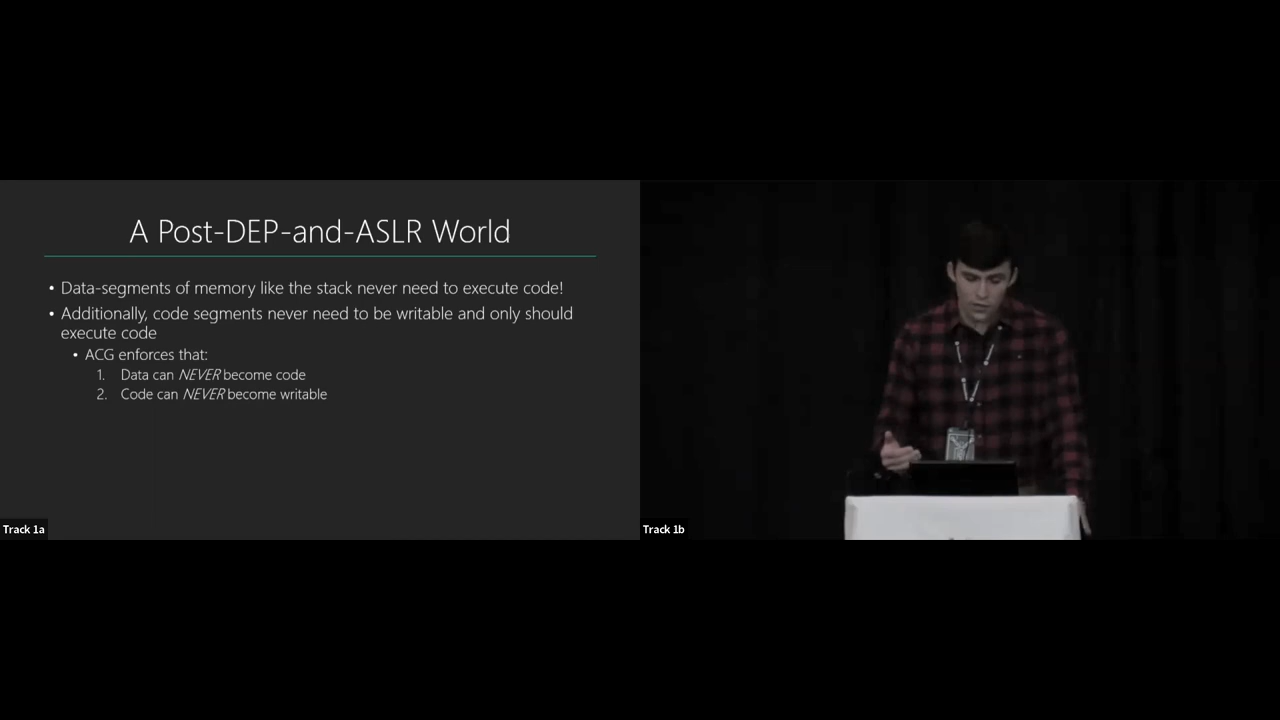 A Post-DEP-and-ASLR World
• Data-segments of memory like the stack never need to execute code!
• Additionally, code segments never need to be writable and only should
execute code
• ACG enforces that:
1. Data can NEVER become code
2. Code can NEVER become writable
Track 1a
Track 1b